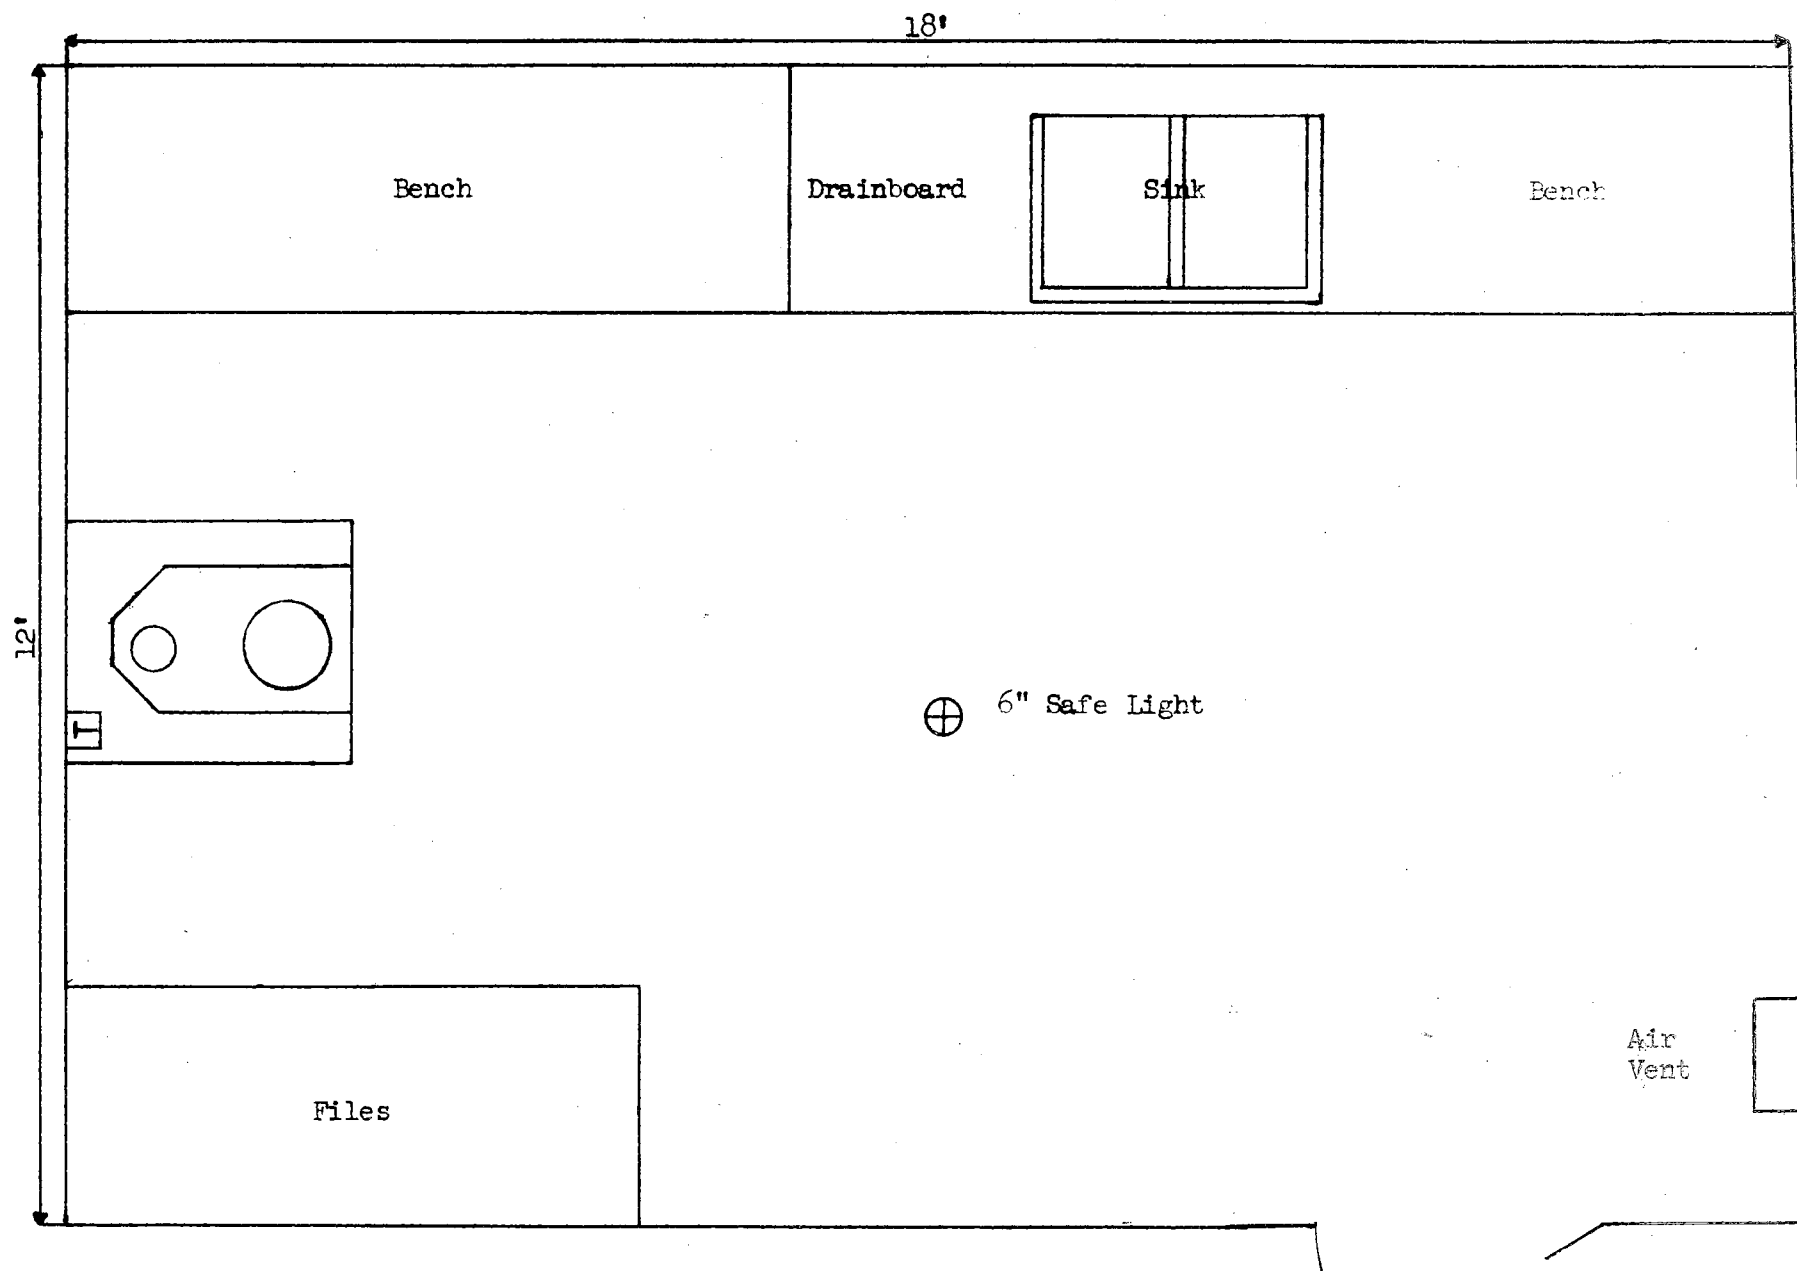 18'
Bench
Drainboard
Sink
Bench
12'
6" Safe Light
T
Air
Vent
Files